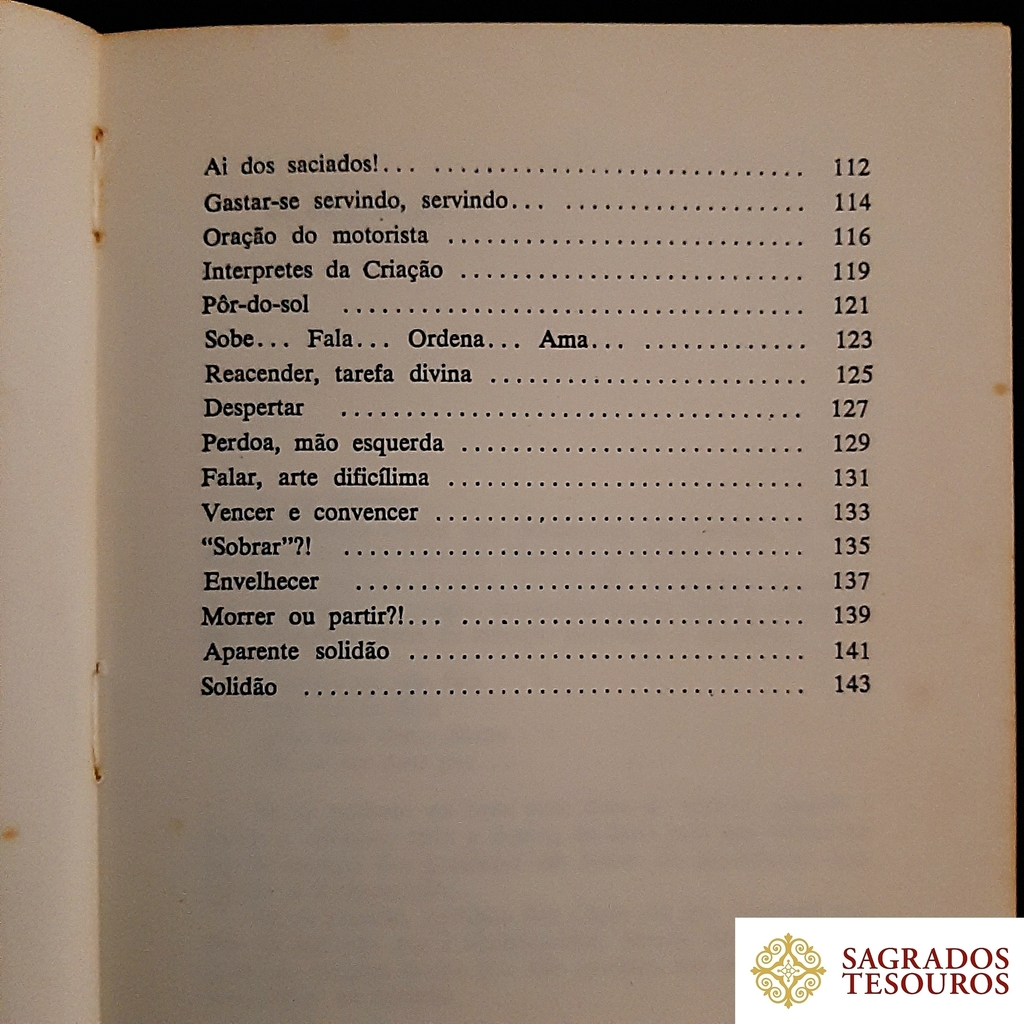 Ai dos saciados!... ............................. 112
Gastar-se servindo, servindo... ................... 114
Oração do motorista ............................ 116
Interpretes da Criação ........................... 119
Pôr-do-sol .................................... 121
Sobe... Fala... Ordena... Ama... ............. 123
Reacender, tarefa divina ......................... 125
Despertar .................................... 127
Perdoa, mão esquerda ........................... 129
Falar, arte dificílima ............................ 131
Vencer e convencer ............................. 133
“Sobrar”?! .................................... 135
Envelhecer ................................... 137
Morrer ou partir?!... ........................... 139
Aparente solidão ............................... 141
Solidão ....................................... 143
SAGRADOS
TESOUROS